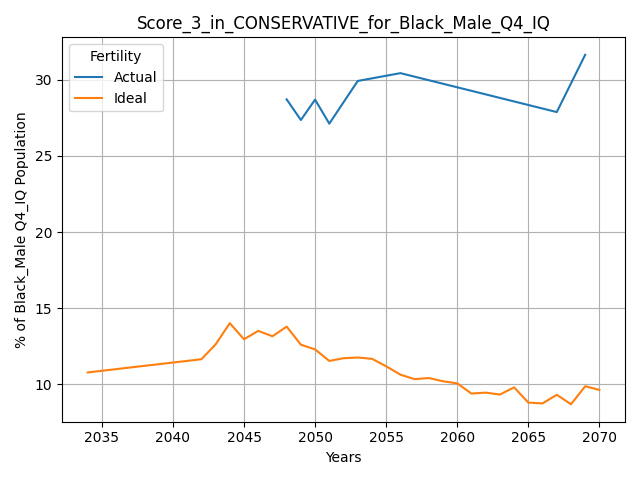 Score_3_in_CONSERVATIVE_for_Black_Male_Q4_IQ
Fertility
Actual
Ideal
% of Black_Male Q4_IQ Population
30
25
20
15
10
2035 2040 2045 2050 2055 2060 2065 2070
Years